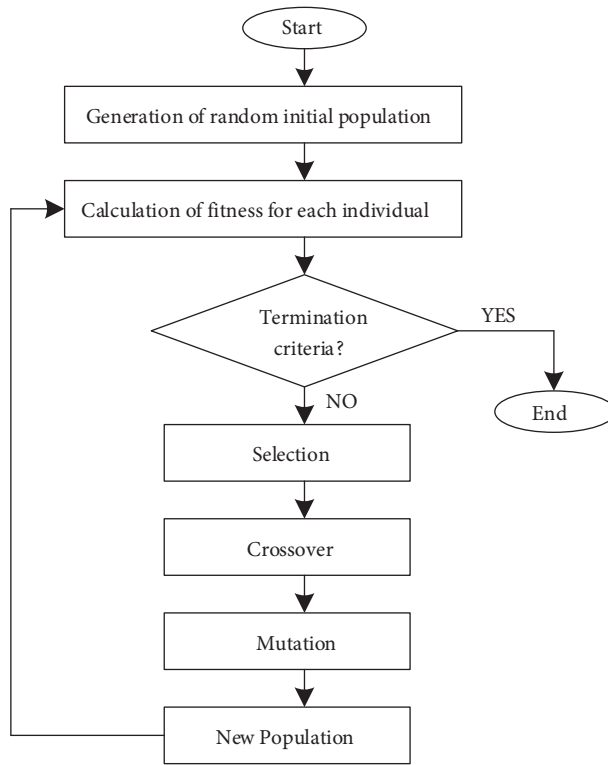 Start
Generation of random initial population
Calculation of fitness for each individual
Termination
criteria?
YES
End
NO
Selection
Crossover
Mutation
New Population